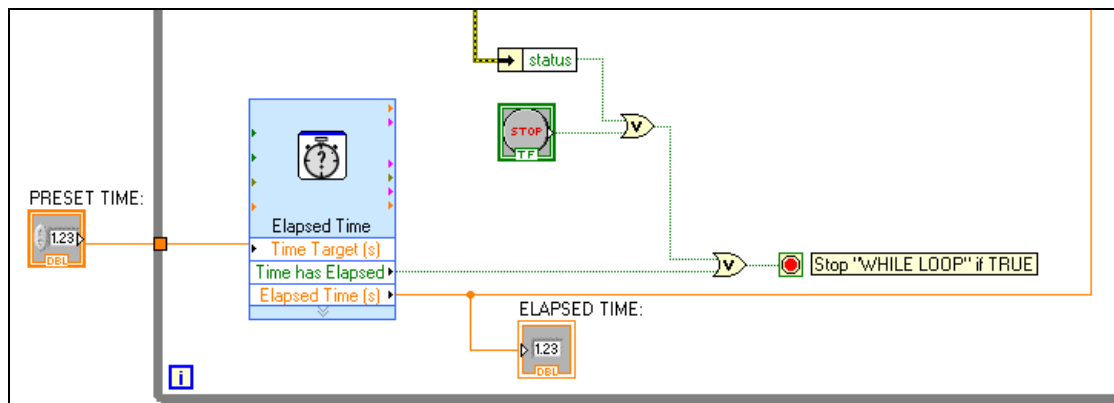 status
STOP
TF
V
PRESET TIME:
1.23
DBL
?
Elapsed Time
Time Target (s)
Time has Elapsed
Elapsed Time (s)
V
Stop "WHILE LOOP" if TRUE
ELAPSED TIME:
1.23
DBL
i